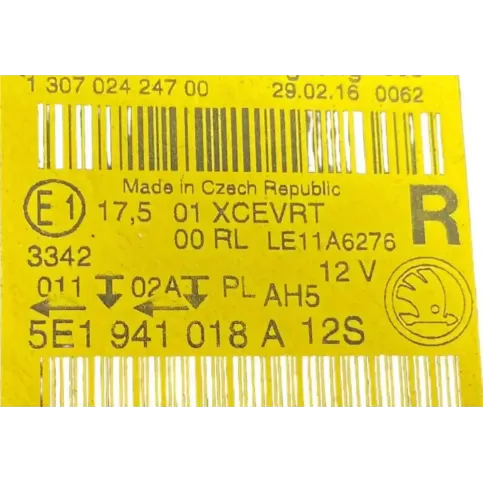 1 307 024 247 00 29.02.16 0062
Made in Czech Republic
E1 17,5 01 XCEVRT R
00 RL LE11A6276
3342 12 V
011 02A PL AH5
5E1 941 018 A 12S